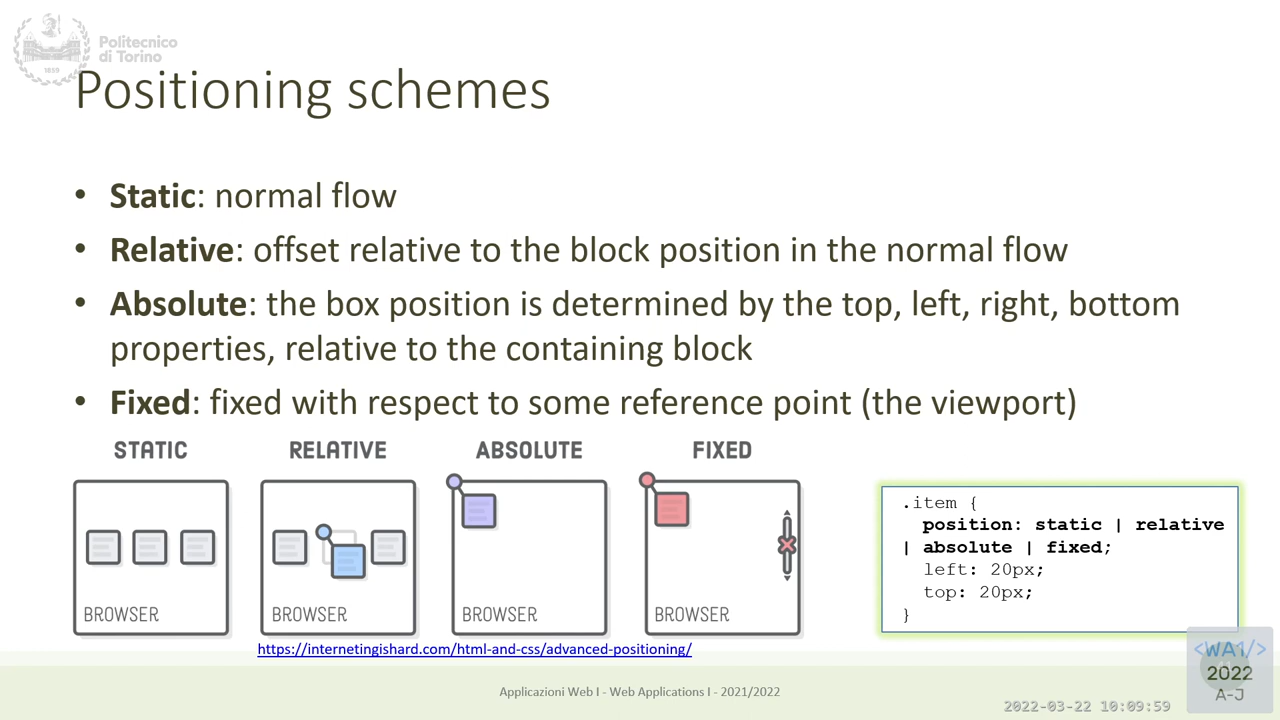 Politecnico
di Torino
1859
Positioning schemes
• Static: normal flow
• Relative: offset relative to the block position in the normal flow
• Absolute: the box position is determined by the top, left, right, bottom
properties, relative to the containing block
• Fixed: fixed with respect to some reference point (the viewport)
STATIC RELATIVE ABSOLUTE FIXED
BROWSER BROWSER BROWSER BROWSER
.item {
position: static | relative
| absolute | fixed;
left: 20px;
top: 20px;
}
https://internetingishard.com/html-and-css/advanced-positioning/
Applicazioni Web I - Web Applications I - 2021/2022
<WA1/>
2022
A-J
2022-03-22 10:09:59